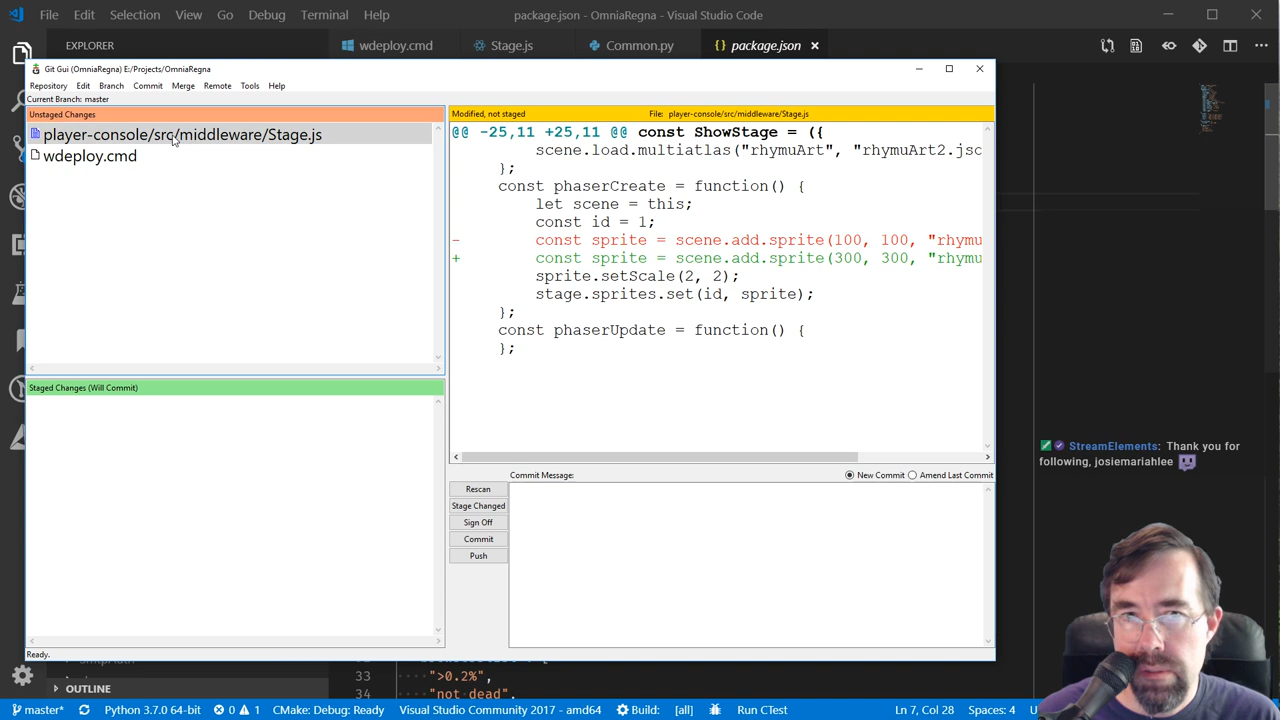 File Edit Selection View Go Debug Terminal Help package.json - OmniaRegna - Visual Studio Code
EXPLORER wdeploy.cmd Stage.js Common.py {} package.json ×
Git Gui (OmniaRegna) E:/Projects/OmniaRegna
Repository Edit Branch Commit Merge Remote Tools Help
Current Branch: master
Unstaged Changes
player-console/src/middleware/Stage.js
wdeploy.cmd
Staged Changes (Will Commit)
Modified, not staged File: player-console/src/middleware/Stage.js
@@ -25,11 +25,11 @@ const ShowStage = ({
scene.load.multiatlas("rhymuArt", "rhymuArt2.jsc
};
const phaserCreate = function() {
let scene = this;
const id = 1;
- const sprite = scene.add.sprite(100, 100, "rhymu
+ const sprite = scene.add.sprite(300, 300, "rhymu
sprite.setScale(2, 2);
stage.sprites.set(id, sprite);
};
const phaserUpdate = function() {
};
Commit Message: New Commit Amend Last Commit
Rescan
Stage Changed
Sign Off
Commit
Push
Ready.
StreamElements: Thank you for
following, josiemariahlee
OUTLINE
33 ">0.2%",
34 "not dead",
master* Python 3.7.0 64-bit 0 1 CMake: Debug: Ready Visual Studio Community 2017 - amd64 Build: [all] Run CTest Ln 7, Col 28 Spaces: 4